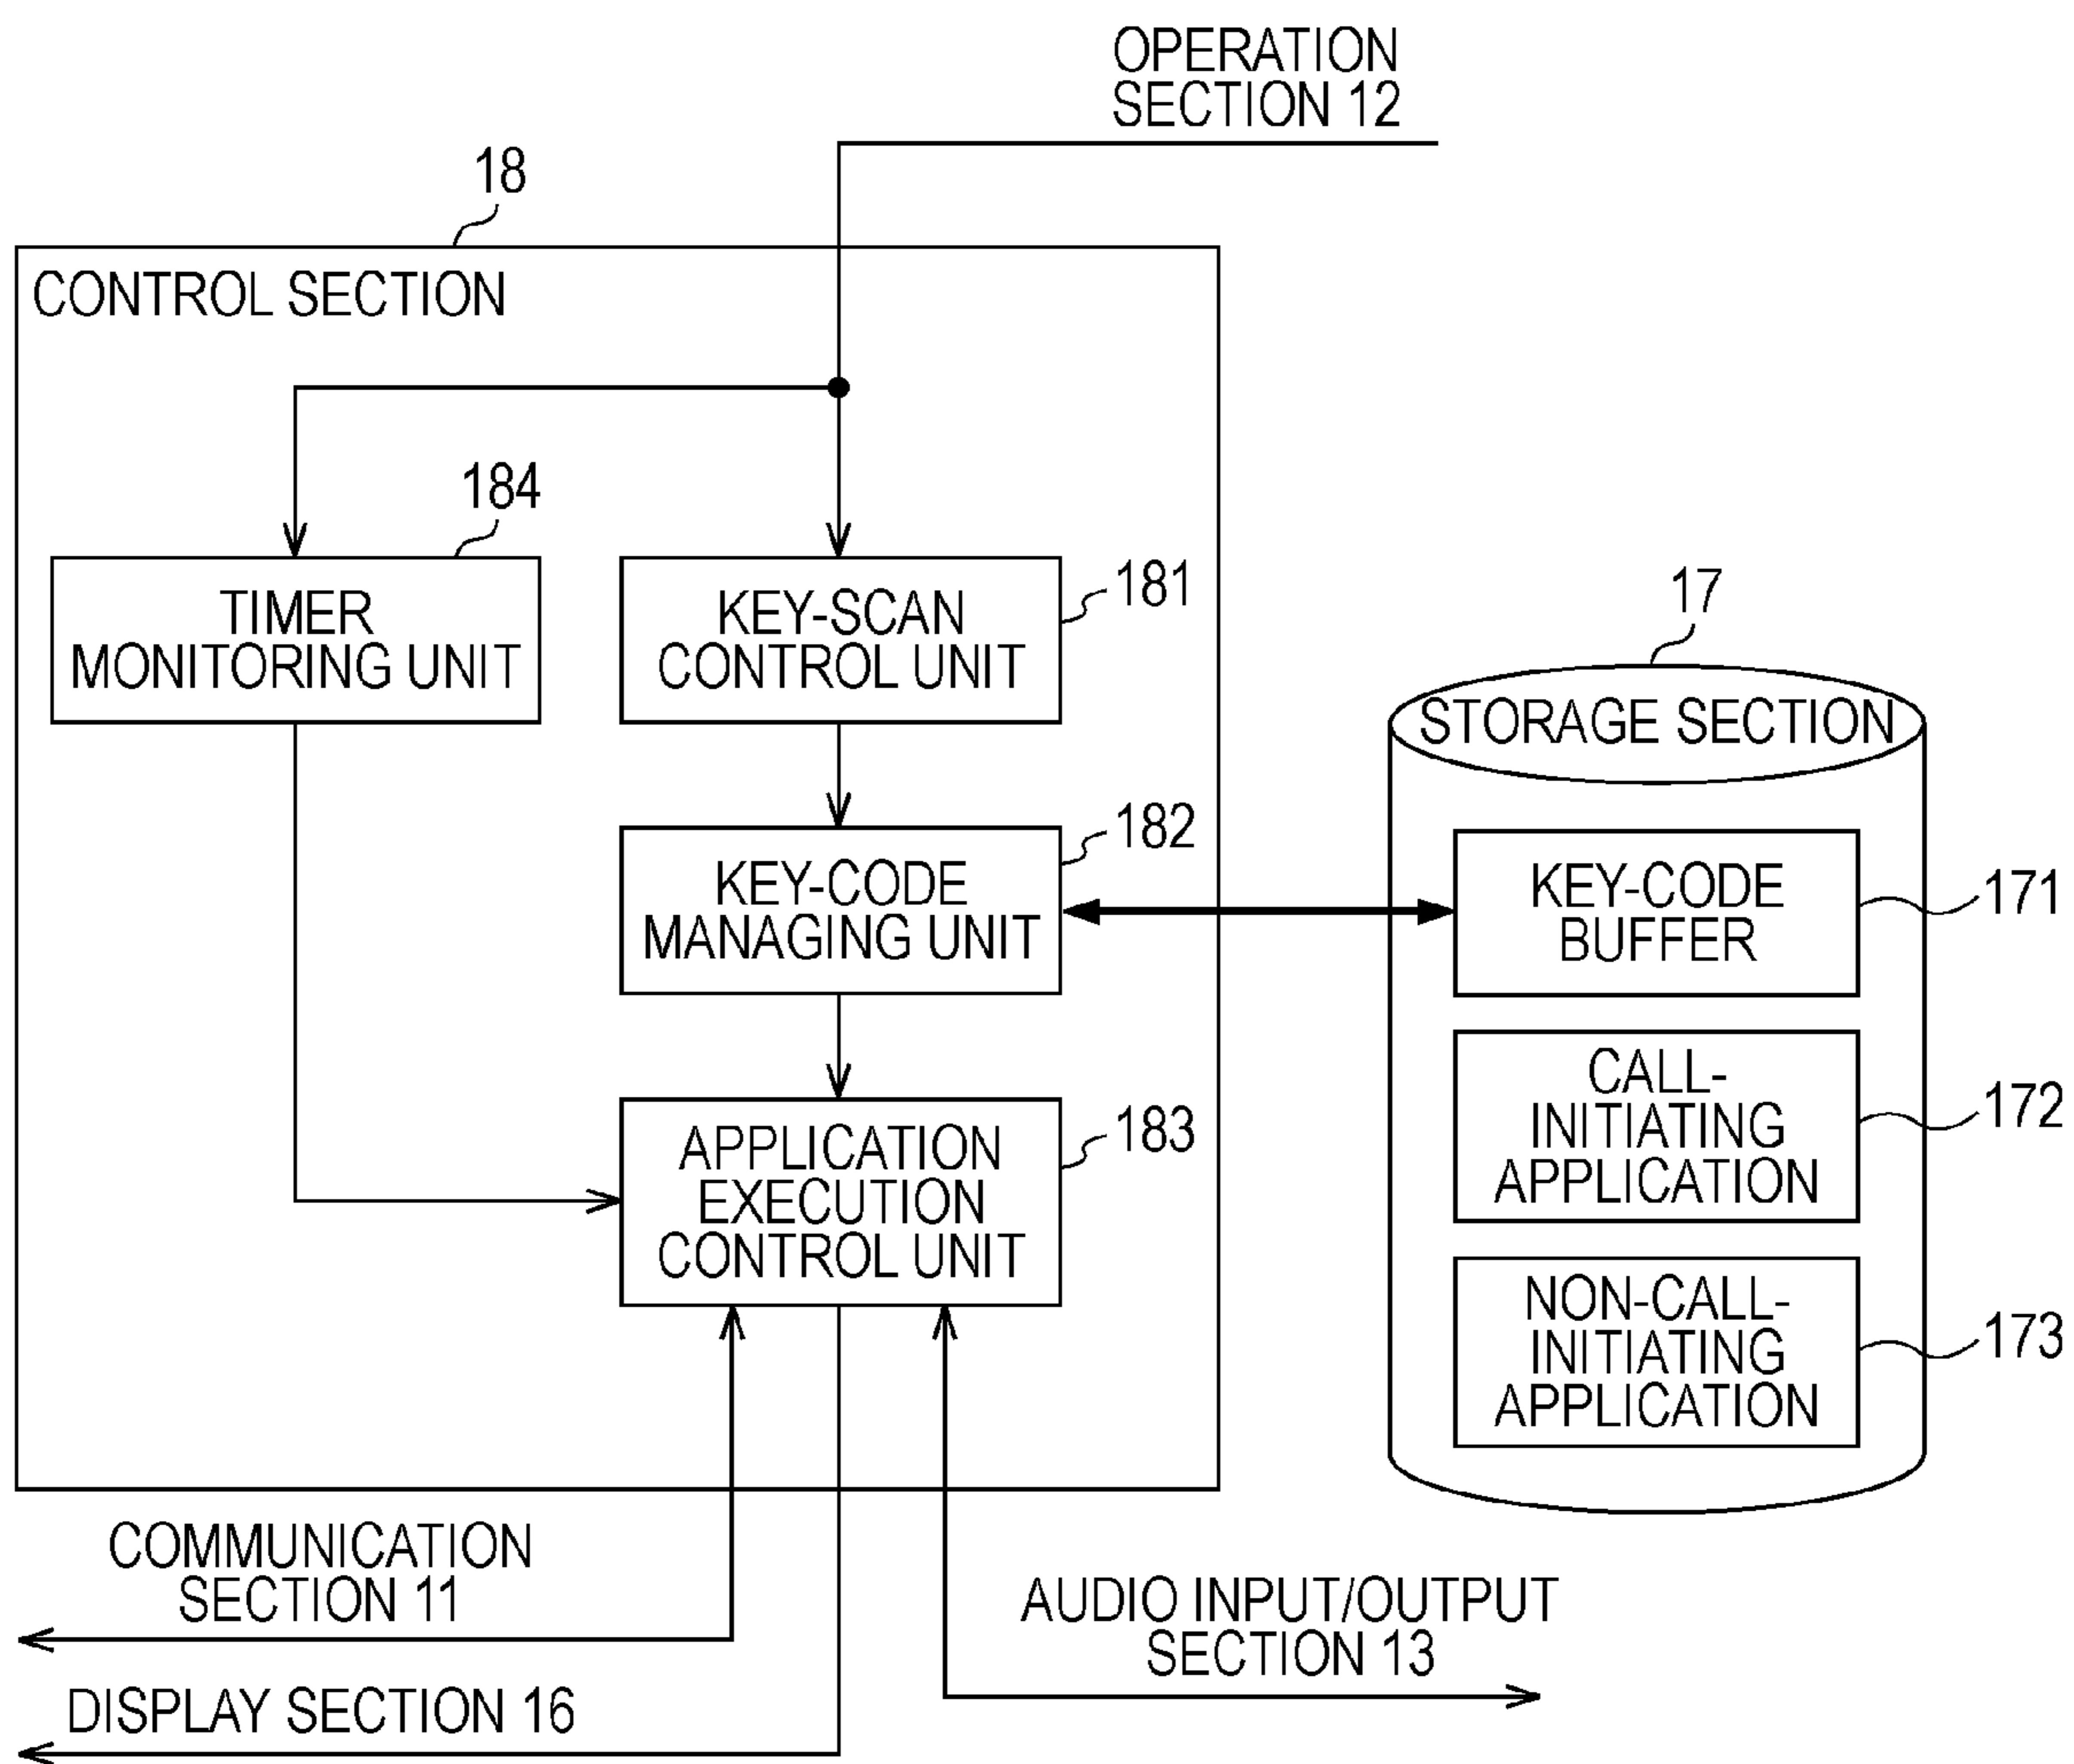 OPERATION
SECTION 12
18
CONTROL SECTION
184
TIMER
MONITORING UNIT
KEY-SCAN
CONTROL UNIT
181
17
STORAGE SECTION
182
KEY-CODE
MANAGING UNIT
KEY-CODE
BUFFER
171
CALL-
INITIATING
APPLICATION
172
APPLICATION
EXECUTION
CONTROL UNIT
183
NON-CALL-
INITIATING
APPLICATION
173
COMMUNICATION
SECTION 11
AUDIO INPUT/OUTPUT
SECTION 13
DISPLAY SECTION 16